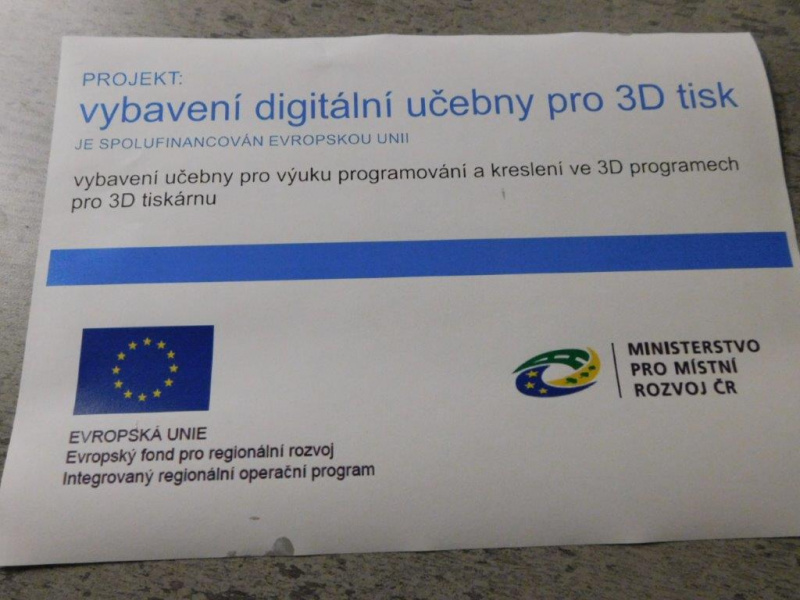 PROJEKT:
vybavení digitální učebny pro 3D tisk
JE SPOLUFINANCOVÁN EVROPSKOU UNII
vybavení učebny pro výuku programování a kreslení ve 3D programech
pro 3D tiskárnu
EVROPSKÁ UNIE
Evropský fond pro regionální rozvoj
Integrovaný regionální operační program
MINISTERSTVO
PRO MÍSTNÍ
ROZVOJ ČR